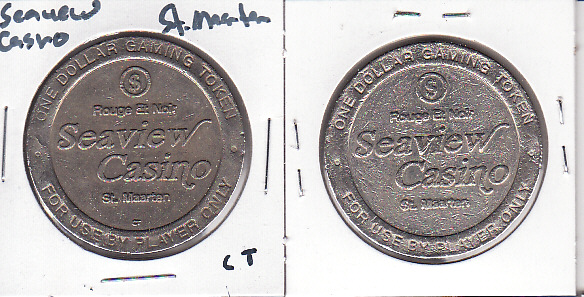 Seaview
Casino
St. Maarten
ONE DOLLAR GAMING TOKEN
S
Rouge Et Noir
Seaview
Casino
St. Maarten
CT
FOR USE BY PLAYER ONLY
CT
ONE DOLLAR GAMING TOKEN
S
Rouge Et Noir
Seaview
Casino
St. Maarten
FOR USE BY PLAYER ONLY